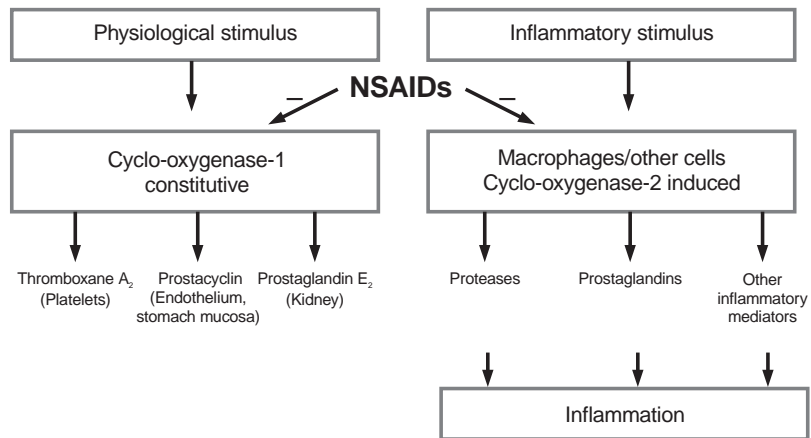 Physiological stimulus
Inflammatory stimulus
– NSAIDs –
Cyclo-oxygenase-1
constitutive
Macrophages/other cells
Cyclo-oxygenase-2 induced
Thromboxane A₂
(Platelets)
Prostacyclin
(Endothelium,
stomach mucosa)
Prostaglandin E₂
(Kidney)
Proteases
Prostaglandins
Other
inflammatory
mediators
Inflammation